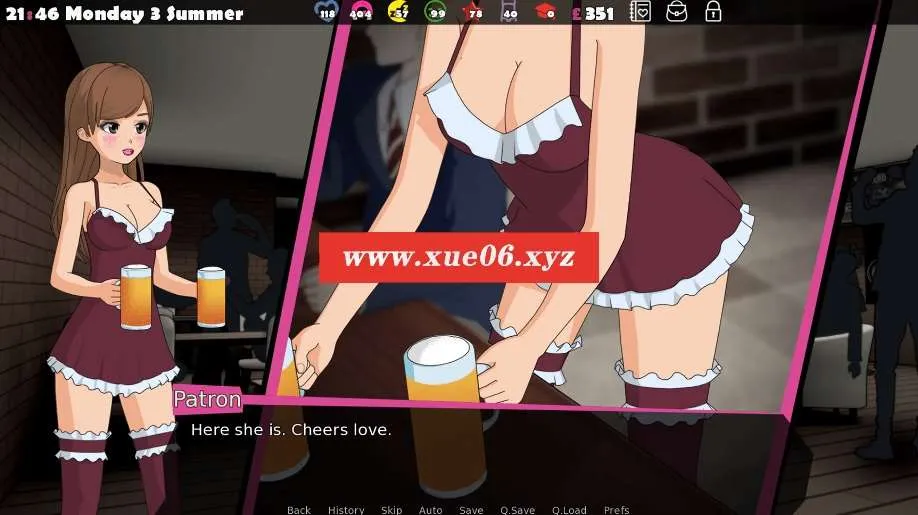 21:46 Monday 3 Summer
118 404 257 99 78 40 0 £351
www.xue06.xyz
Patron
Here she is. Cheers love.
Back History Skip Auto Save Q.Save Q.Load Prefs